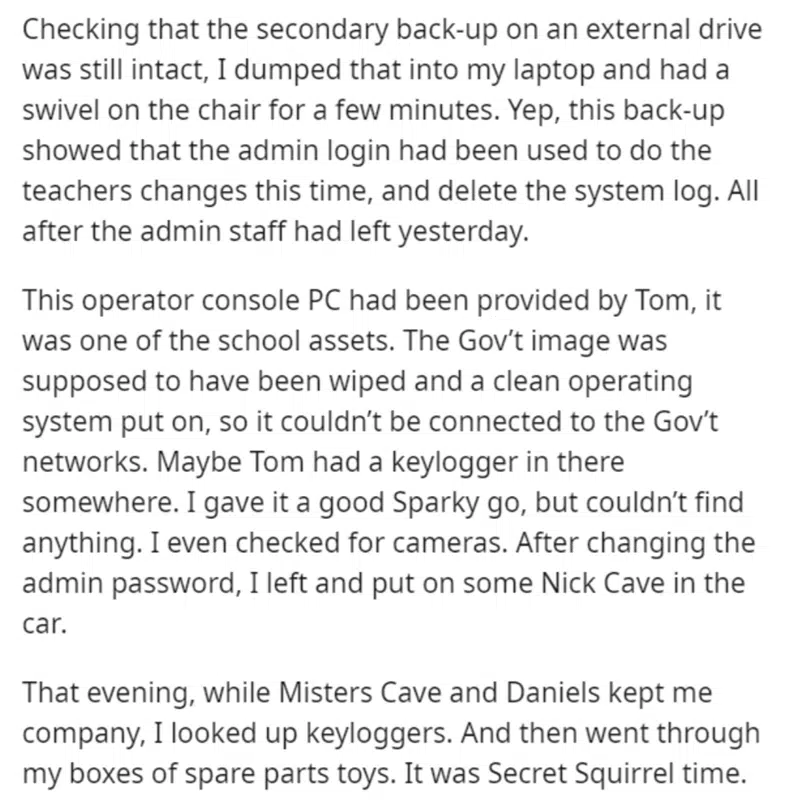 Checking that the secondary back-up on an external drive
was still intact, I dumped that into my laptop and had a
swivel on the chair for a few minutes. Yep, this back-up
showed that the admin login had been used to do the
teachers changes this time, and delete the system log. All
after the admin staff had left yesterday.
This operator console PC had been provided by Tom, it
was one of the school assets. The Gov’t image was
supposed to have been wiped and a clean operating
system put on, so it couldn’t be connected to the Gov’t
networks. Maybe Tom had a keylogger in there
somewhere. I gave it a good Sparky go, but couldn’t find
anything. I even checked for cameras. After changing the
admin password, I left and put on some Nick Cave in the
car.
That evening, while Misters Cave and Daniels kept me
company, I looked up keyloggers. And then went through
my boxes of spare parts toys. It was Secret Squirrel time.